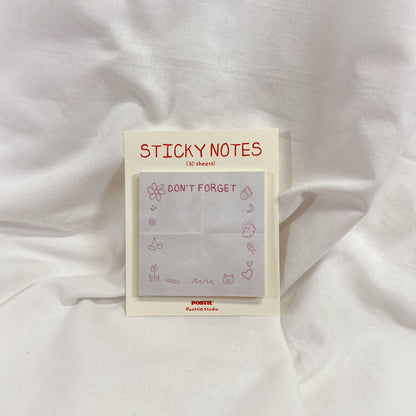 STICKY NOTES
(50 sheets)
DON'T FORGET
POSTIE
@postie.studio